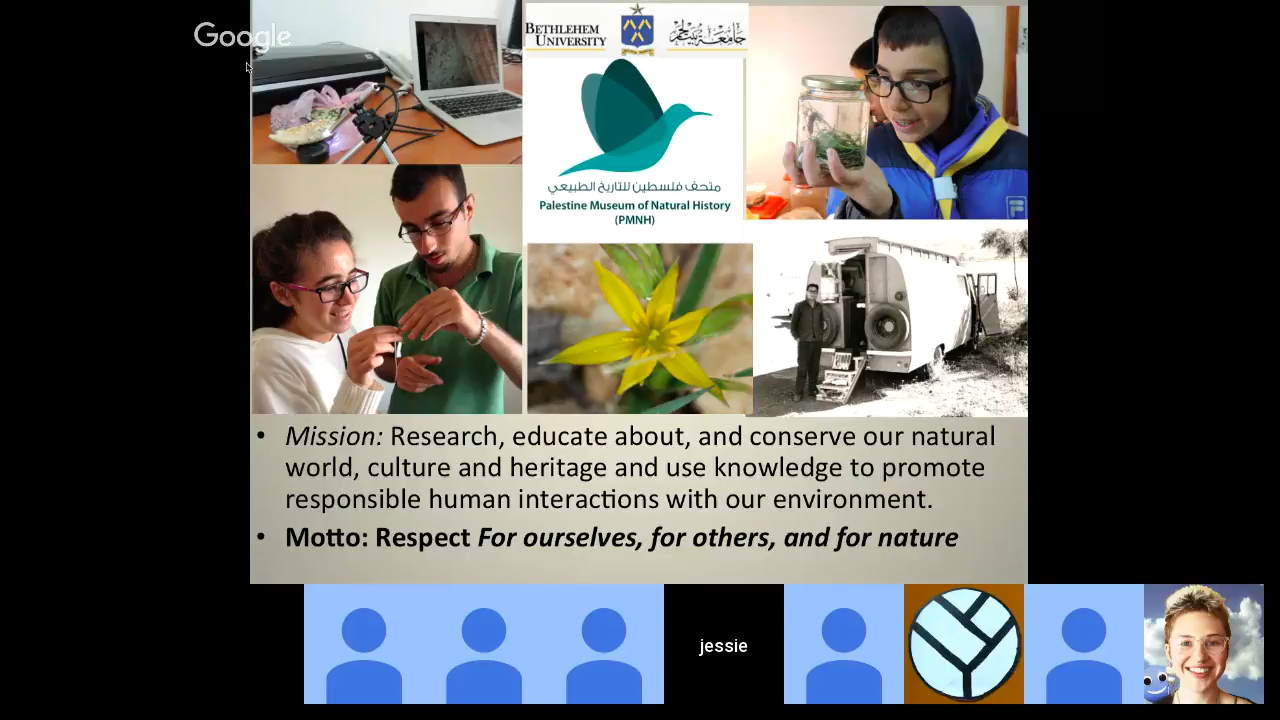 Google
BETHLEHEM
UNIVERSITY
جامعة بيت لحم
متحف فلسطين للتاريخ الطبيعي
Palestine Museum of Natural History
(PMNH)
• Mission: Research, educate about, and conserve our natural
world, culture and heritage and use knowledge to promote
responsible human interactions with our environment.
• Motto: Respect For ourselves, for others, and for nature
jessie